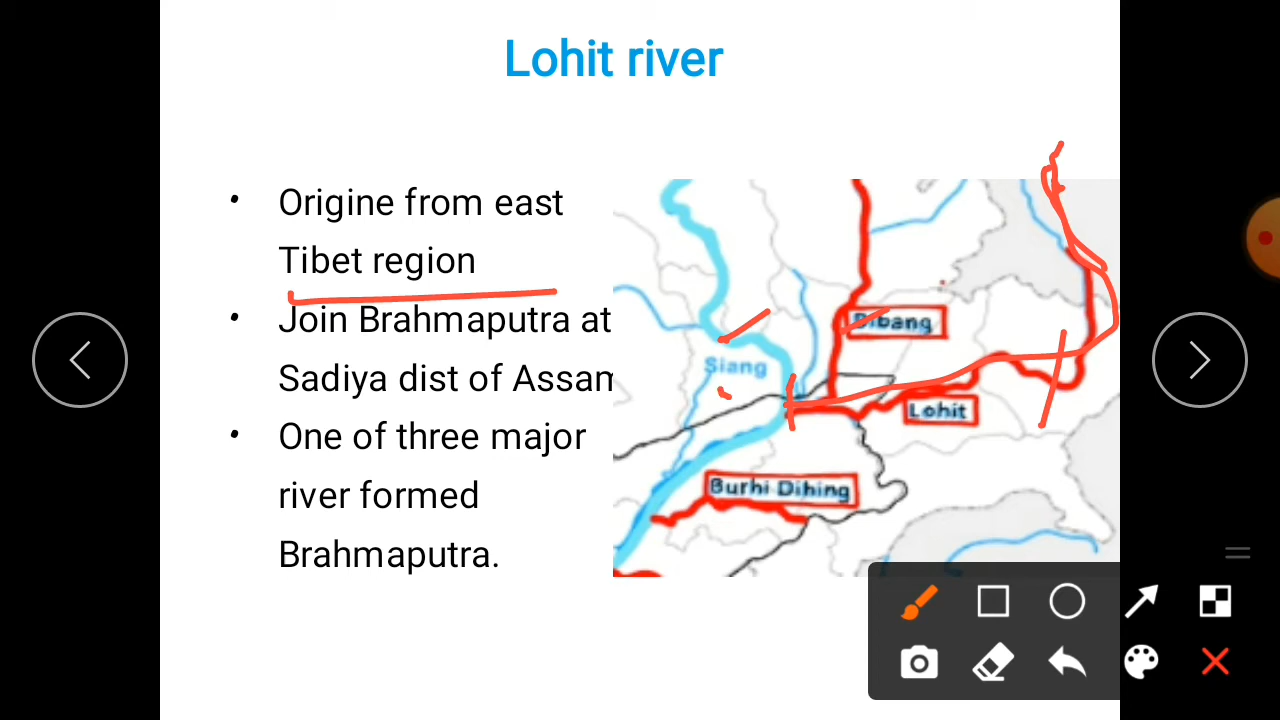 Lohit river
• Origine from east
Tibet region
• Join Brahmaputra at
Sadiya dist of Assam
• One of three major
river formed
Brahmaputra.
Dibang
Siang
Lohit
Burhi Dihing